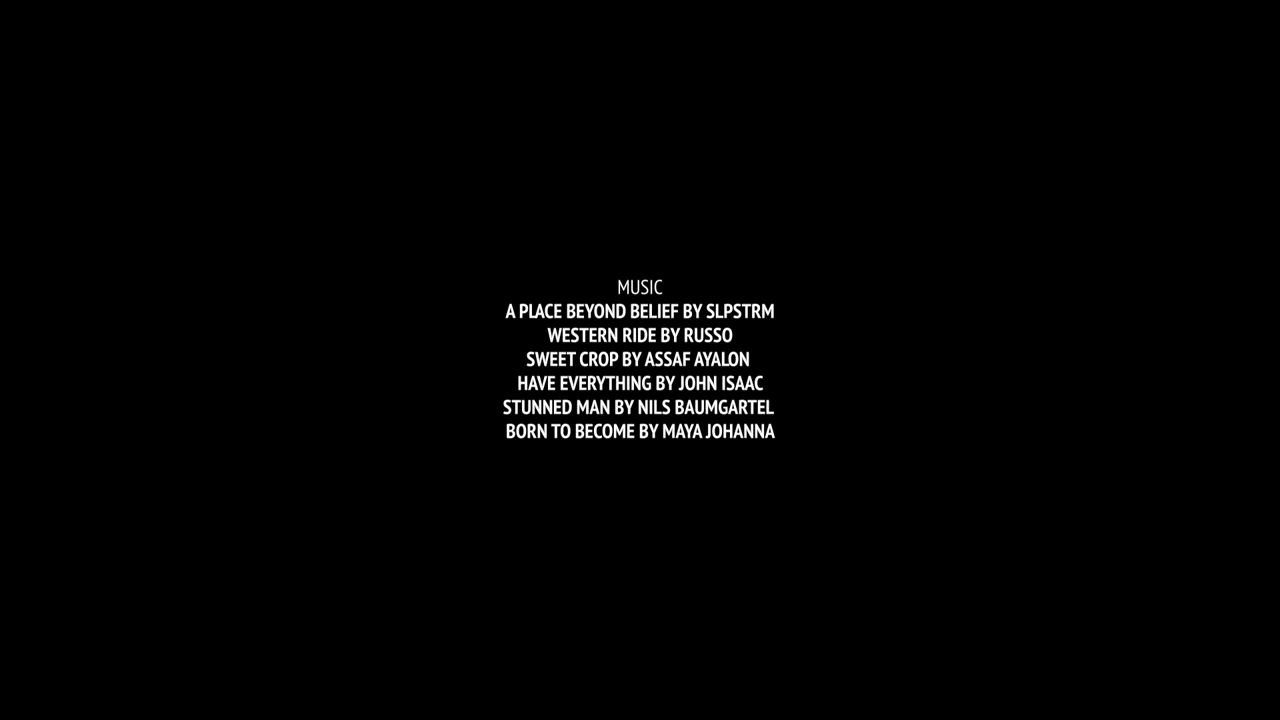 MUSIC
A PLACE BEYOND BELIEF BY SLPSTRM
WESTERN RIDE BY RUSSO
SWEET CROP BY ASSAF AYALON
HAVE EVERYTHING BY JOHN ISAAC
STUNNED MAN BY NILS BAUMGARTEL
BORN TO BECOME BY MAYA JOHANNA